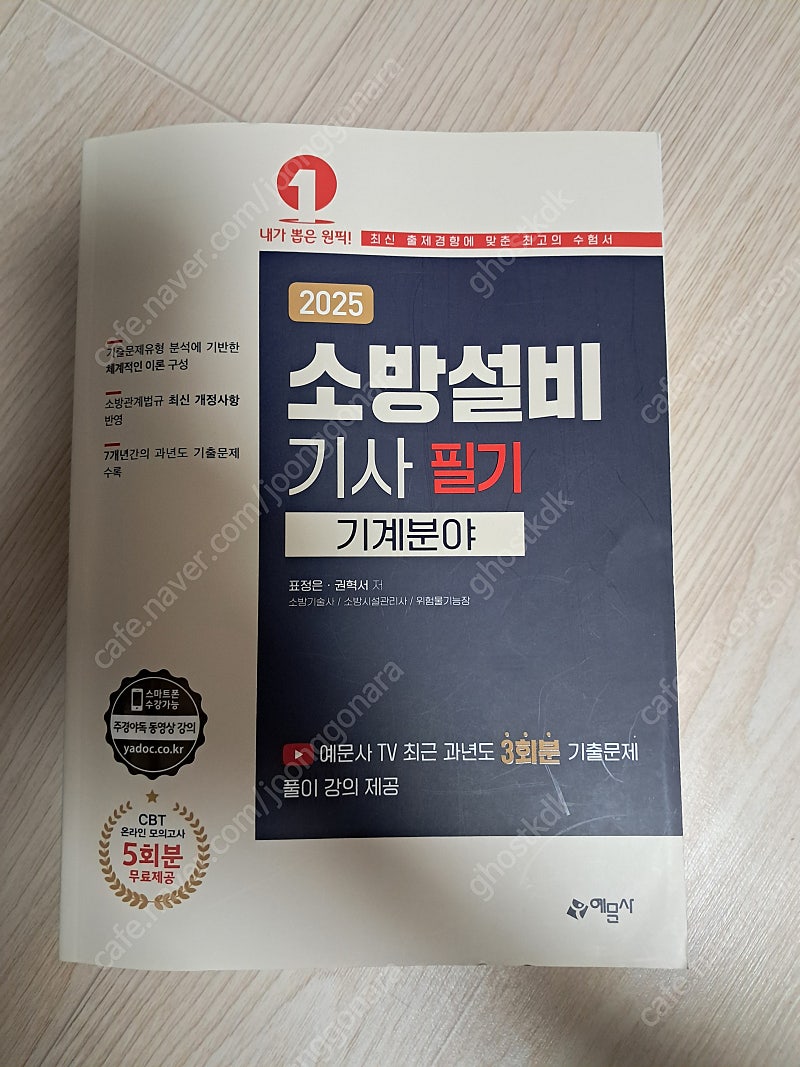 1
내가 뽑은 원픽!
최신 출제경향에 맞춘 최고의 수험서
2025
소방설비
기사 필기
기계분야
표정은 · 권혁서 저
소방기술사 / 소방시설관리사 / 위험물기능장
기출문제유형 분석에 기반한
체계적인 이론 구성
소방관계법규 최신 개정사항
반영
7개년간의 과년도 기출문제
수록
스마트폰
수강가능
주경야독 동영상 강의
yadoc.co.kr
CBT
온라인 모의고사
5회분
무료제공
예문사 TV 최근 과년도 3회분 기출문제
풀이 강의 제공
예문사
cafe.naver.com/joonggonara
ghostkdk